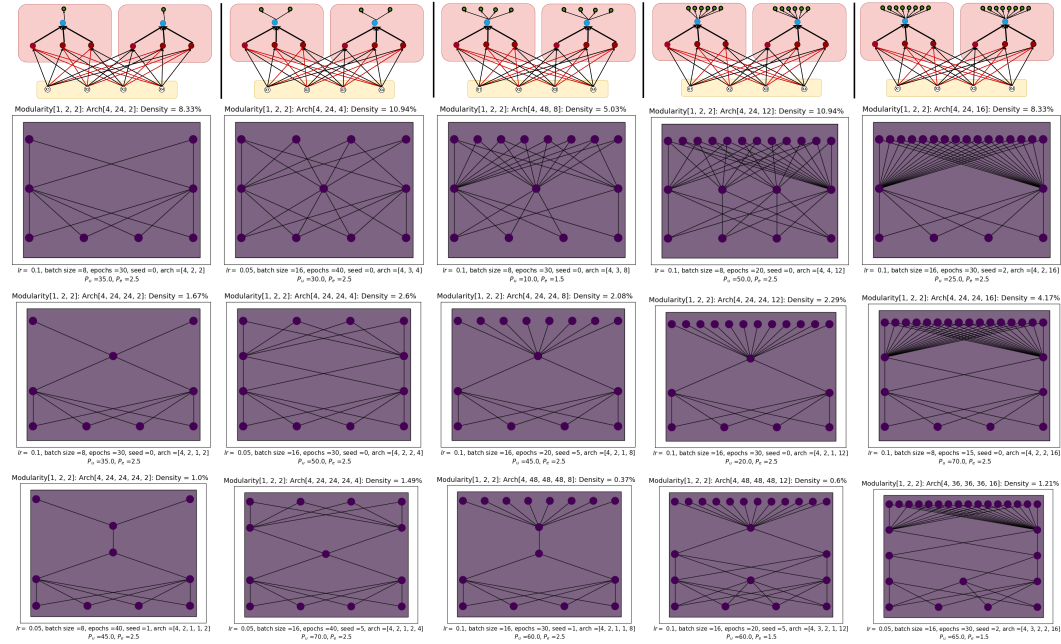 Modularity[1, 2, 2]: Arch[4, 24, 2]: Density = 8.33%
Modularity[1, 2, 2]: Arch[4, 24, 4]: Density = 10.94%
Modularity[1, 2, 2]: Arch[4, 48, 8]: Density = 5.03%
Modularity[1, 2, 2]: Arch[4, 24, 12]: Density = 10.94%
Modularity[1, 2, 2]: Arch[4, 24, 16]: Density = 8.33%
lr = 0.1, batch size =8, epochs =30, seed =0, arch =[4, 2, 2]
Pᵤ =35.0, Pₑ =2.5
lr = 0.05, batch size =16, epochs =40, seed =0, arch =[4, 3, 4]
Pᵤ =30.0, Pₑ =2.5
lr = 0.1, batch size =8, epochs =30, seed =0, arch =[4, 3, 8]
Pᵤ =10.0, Pₑ =1.5
lr = 0.1, batch size =8, epochs =20, seed =0, arch =[4, 4, 12]
Pᵤ =50.0, Pₑ =2.5
lr = 0.1, batch size =16, epochs =30, seed =2, arch =[4, 2, 16]
Pᵤ =25.0, Pₑ =2.5
Modularity[1, 2, 2]: Arch[4, 24, 24, 2]: Density = 1.67%
Modularity[1, 2, 2]: Arch[4, 24, 24, 4]: Density = 2.6%
Modularity[1, 2, 2]: Arch[4, 24, 24, 8]: Density = 2.08%
Modularity[1, 2, 2]: Arch[4, 24, 24, 12]: Density = 2.29%
Modularity[1, 2, 2]: Arch[4, 24, 24, 16]: Density = 4.17%
lr = 0.1, batch size =8, epochs =30, seed =0, arch =[4, 2, 1, 2]
Pᵤ =35.0, Pₑ =2.5
lr = 0.05, batch size =16, epochs =30, seed =0, arch =[4, 2, 2, 4]
Pᵤ =50.0, Pₑ =2.5
lr = 0.1, batch size =16, epochs =20, seed =5, arch =[4, 2, 1, 8]
Pᵤ =45.0, Pₑ =2.5
lr = 0.1, batch size =16, epochs =30, seed =0, arch =[4, 2, 1, 12]
Pᵤ =20.0, Pₑ =2.5
lr = 0.1, batch size =8, epochs =15, seed =0, arch =[4, 2, 2, 16]
Pᵤ =70.0, Pₑ =2.5
Modularity[1, 2, 2]: Arch[4, 24, 24, 24, 2]: Density = 1.0%
Modularity[1, 2, 2]: Arch[4, 24, 24, 24, 4]: Density = 1.49%
Modularity[1, 2, 2]: Arch[4, 48, 48, 48, 8]: Density = 0.37%
Modularity[1, 2, 2]: Arch[4, 48, 48, 48, 12]: Density = 0.6%
Modularity[1, 2, 2]: Arch[4, 36, 36, 36, 16]: Density = 1.21%
lr = 0.05, batch size =8, epochs =40, seed =1, arch =[4, 2, 1, 1, 2]
Pᵤ =45.0, Pₑ =2.5
lr = 0.05, batch size =16, epochs =40, seed =5, arch =[4, 2, 1, 2, 4]
Pᵤ =70.0, Pₑ =2.5
lr = 0.1, batch size =16, epochs =30, seed =1, arch =[4, 2, 1, 1, 8]
Pᵤ =60.0, Pₑ =2.5
lr = 0.1, batch size =16, epochs =20, seed =5, arch =[4, 3, 2, 1, 12]
Pᵤ =60.0, Pₑ =1.5
lr = 0.05, batch size =16, epochs =30, seed =2, arch =[4, 3, 2, 2, 16]
Pᵤ =65.0, Pₑ =1.5